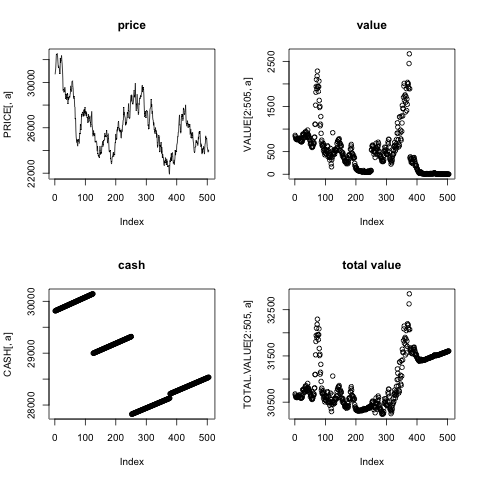 price
PRICE[, a]
22000 26000 30000
0 100 200 300 400 500
Index
value
VALUE[2:505, a]
0 500 1500 2500
0 100 200 300 400 500
Index
cash
CASH[, a]
28000 29000 30000
0 100 200 300 400 500
Index
total value
TOTAL.VALUE[2:505, a]
30500 31500 32500
0 100 200 300 400 500
Index